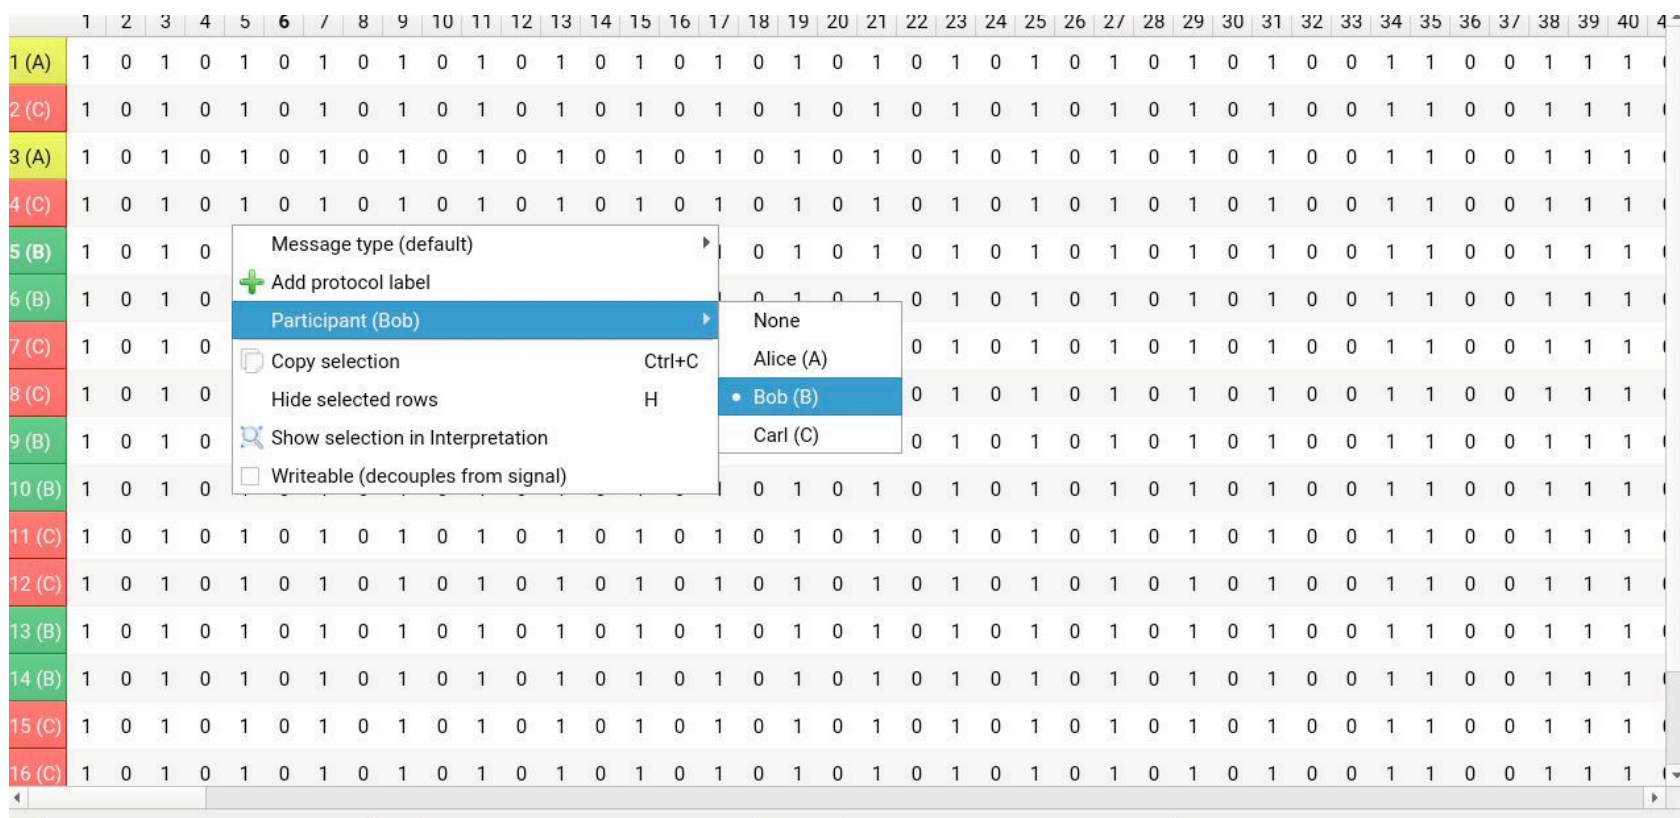 1 2 3 4 5 6 7 8 9 10 11 12 13 14 15 16 17 18 19 20 21 22 23 24 25 26 27 28 29 30 31 32 33 34 35 36 37 38 39 40
1 (A) 1 0 1 0 1 0 1 0 1 0 1 0 1 0 1 0 1 0 1 0 1 0 1 0 1 0 1 0 1 0 1 0 0 1 1 0 0 1 1 1
2 (C) 1 0 1 0 1 0 1 0 1 0 1 0 1 0 1 0 1 0 1 0 1 0 1 0 1 0 1 0 1 0 1 0 0 1 1 0 0 1 1 1
3 (A) 1 0 1 0 1 0 1 0 1 0 1 0 1 0 1 0 1 0 1 0 1 0 1 0 1 0 1 0 1 0 1 0 0 1 1 0 0 1 1 1
4 (C) 1 0 1 0 1 0 1 0 1 0 1 0 1 0 1 0 1 0 1 0 1 0 1 0 1 0 1 0 1 0 1 0 0 1 1 0 0 1 1 1
5 (B) 1 0 1 0 1 0 1 0 1 0 1 0 1 0 1 0 1 0 1 0 0 1 1 0 0 1 1 1
6 (B) 1 0 1 0 1 0 1 0 1 0 1 0 1 0 1 0 1 0 1 0 0 1 1 0 0 1 1 1
7 (C) 1 0 1 0 0 1 0 1 0 1 0 1 0 1 0 0 1 1 0 0 1 1 1
8 (C) 1 0 1 0 0 1 0 1 0 1 0 1 0 1 0 0 1 1 0 0 1 1 1
9 (B) 1 0 1 0 0 1 0 1 0 1 0 1 0 1 0 0 1 1 0 0 1 1 1
10 (B) 1 0 1 0 1 0 1 0 1 0 1 0 1 0 1 0 1 0 1 0 0 1 1 0 0 1 1 1
11 (C) 1 0 1 0 1 0 1 0 1 0 1 0 1 0 1 0 1 0 1 0 1 0 1 0 1 0 1 0 1 0 1 0 0 1 1 0 0 1 1 1
12 (C) 1 0 1 0 1 0 1 0 1 0 1 0 1 0 1 0 1 0 1 0 1 0 1 0 1 0 1 0 1 0 1 0 0 1 1 0 0 1 1 1
13 (B) 1 0 1 0 1 0 1 0 1 0 1 0 1 0 1 0 1 0 1 0 1 0 1 0 1 0 1 0 1 0 1 0 0 1 1 0 0 1 1 1
14 (B) 1 0 1 0 1 0 1 0 1 0 1 0 1 0 1 0 1 0 1 0 1 0 1 0 1 0 1 0 1 0 1 0 0 1 1 0 0 1 1 1
15 (C) 1 0 1 0 1 0 1 0 1 0 1 0 1 0 1 0 1 0 1 0 1 0 1 0 1 0 1 0 1 0 1 0 0 1 1 0 0 1 1 1
16 (C) 1 0 1 0 1 0 1 0 1 0 1 0 1 0 1 0 1 0 1 0 1 0 1 0 1 0 1 0 1 0 1 0 0 1 1 0 0 1 1 1
Message type (default)
Add protocol label
Participant (Bob)
Copy selection Ctrl+C
Hide selected rows H
Show selection in Interpretation
Writeable (decouples from signal)
None
Alice (A)
Bob (B)
Carl (C)